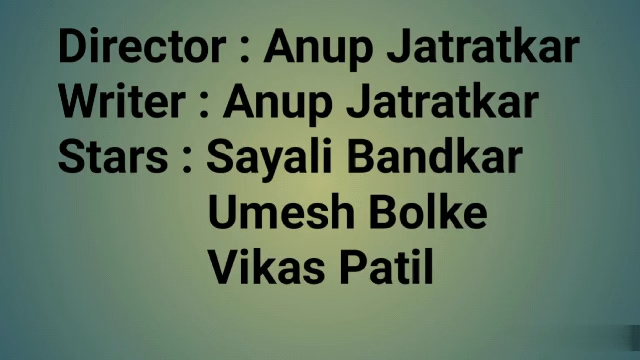 Director : Anup Jatratkar
Writer : Anup Jatratkar
Stars : Sayali Bandkar
Umesh Bolke
Vikas Patil